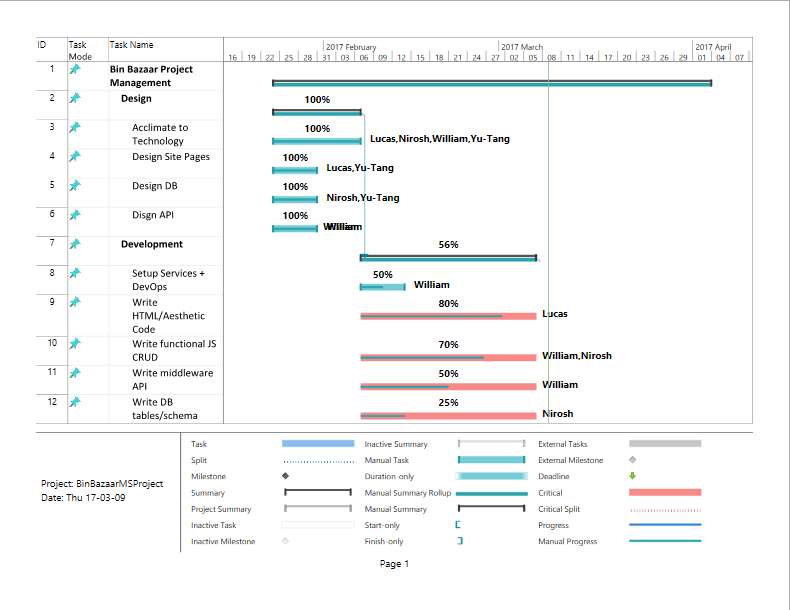 ID Task Mode Task Name 2017 February 2017 March 2017 April
16 19 22 25 28 31 03 06 09 12 15 18 21 24 27 02 05 08 11 14 17 20 23 26 29 01 04 07
1 Bin Bazaar Project Management
2 Design 100%
3 Acclimate to Technology 100% Lucas,Nirosh,William,Yu-Tang
4 Design Site Pages 100% Lucas,Yu-Tang
5 Design DB 100% Nirosh,Yu-Tang
6 Disgn API 100% William
7 Development 56%
8 Setup Services + DevOps 50% William
9 Write HTML/Aesthetic Code 80% Lucas
10 Write functional JS CRUD 70% William,Nirosh
11 Write middleware API 50% William
12 Write DB tables/schema 25% Nirosh
Project: BinBazaarMSProject
Date: Thu 17-03-09
Task Inactive Summary External Tasks
Split Manual Task External Milestone
Milestone Duration-only Deadline
Summary Manual Summary Rollup Critical
Project Summary Manual Summary Critical Split
Inactive Task Start-only Progress
Inactive Milestone Finish-only Manual Progress
Page 1